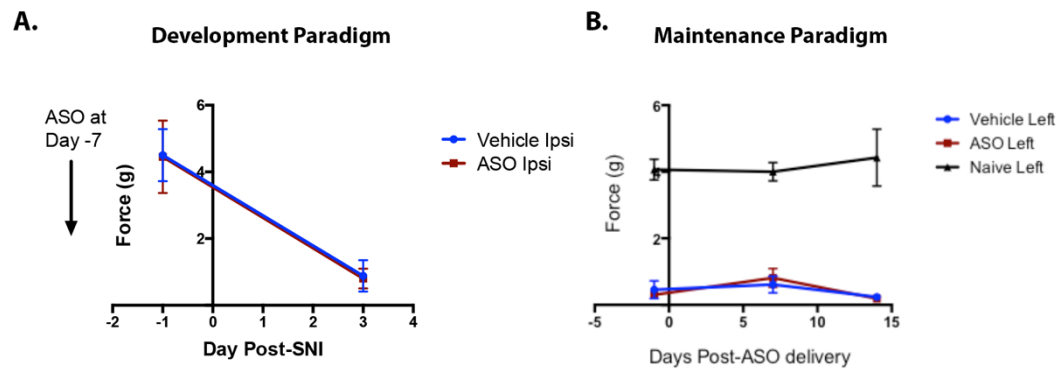 A.
Development Paradigm
ASO at
Day -7
Force (g)
6
4
2
-2
-1
0
1
2
3
4
Day Post-SNI
Vehicle Ipsi
ASO Ipsi
B.
Maintenance Paradigm
Force (g)
6
4
2
-5
0
5
10
15
Days Post-ASO delivery
Vehicle Left
ASO Left
Naive Left